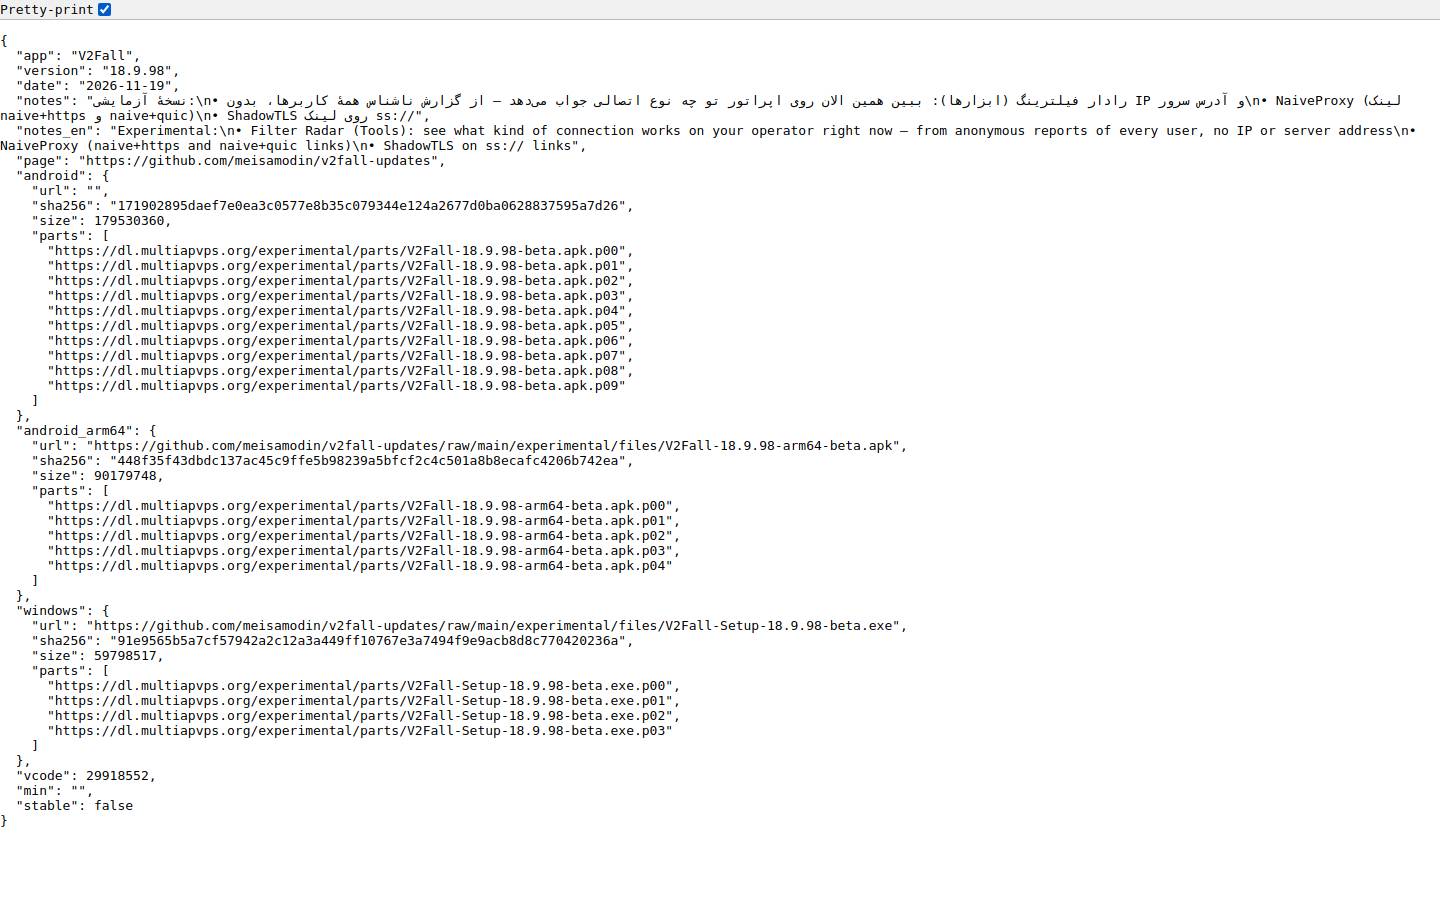 Pretty-print
{
  "app": "V2Fall",
  "version": "18.9.98",
  "date": "2026-11-19",
  "notes": "نسخهٔ آزمایشی:\n• رادار فیلترینگ (ابزارها): ببین همین الان روی اپراتور تو چه نوع اتصالی جواب می‌دهد — از گزارش ناشناس همهٔ کاربرها، بدون IP و آدرس سرور\n• NaiveProxy (لینک
naive+https و naive+quic)\n• ShadowTLS روی لینک ss://",
  "notes_en": "Experimental:\n• Filter Radar (Tools): see what kind of connection works on your operator right now — from anonymous reports of every user, no IP or server address\n•
NaiveProxy (naive+https and naive+quic links)\n• ShadowTLS on ss:// links",
  "page": "https://github.com/meisamodin/v2fall-updates",
  "android": {
    "url": "",
    "sha256": "171902895daef7e0ea3c0577e8b35c079344e124a2677d0ba0628837595a7d26",
    "size": 179530360,
    "parts": [
      "https://dl.multiapvps.org/experimental/parts/V2Fall-18.9.98-beta.apk.p00",
      "https://dl.multiapvps.org/experimental/parts/V2Fall-18.9.98-beta.apk.p01",
      "https://dl.multiapvps.org/experimental/parts/V2Fall-18.9.98-beta.apk.p02",
      "https://dl.multiapvps.org/experimental/parts/V2Fall-18.9.98-beta.apk.p03",
      "https://dl.multiapvps.org/experimental/parts/V2Fall-18.9.98-beta.apk.p04",
      "https://dl.multiapvps.org/experimental/parts/V2Fall-18.9.98-beta.apk.p05",
      "https://dl.multiapvps.org/experimental/parts/V2Fall-18.9.98-beta.apk.p06",
      "https://dl.multiapvps.org/experimental/parts/V2Fall-18.9.98-beta.apk.p07",
      "https://dl.multiapvps.org/experimental/parts/V2Fall-18.9.98-beta.apk.p08",
      "https://dl.multiapvps.org/experimental/parts/V2Fall-18.9.98-beta.apk.p09"
    ]
  },
  "android_arm64": {
    "url": "https://github.com/meisamodin/v2fall-updates/raw/main/experimental/files/V2Fall-18.9.98-arm64-beta.apk",
    "sha256": "448f35f43dbdc137ac45c9ffe5b98239a5bfcf2c4c501a8b8ecafc4206b742ea",
    "size": 90179748,
    "parts": [
      "https://dl.multiapvps.org/experimental/parts/V2Fall-18.9.98-arm64-beta.apk.p00",
      "https://dl.multiapvps.org/experimental/parts/V2Fall-18.9.98-arm64-beta.apk.p01",
      "https://dl.multiapvps.org/experimental/parts/V2Fall-18.9.98-arm64-beta.apk.p02",
      "https://dl.multiapvps.org/experimental/parts/V2Fall-18.9.98-arm64-beta.apk.p03",
      "https://dl.multiapvps.org/experimental/parts/V2Fall-18.9.98-arm64-beta.apk.p04"
    ]
  },
  "windows": {
    "url": "https://github.com/meisamodin/v2fall-updates/raw/main/experimental/files/V2Fall-Setup-18.9.98-beta.exe",
    "sha256": "91e9565b5a7cf57942a2c12a3a449ff10767e3a7494f9e9acb8d8c770420236a",
    "size": 59798517,
    "parts": [
      "https://dl.multiapvps.org/experimental/parts/V2Fall-Setup-18.9.98-beta.exe.p00",
      "https://dl.multiapvps.org/experimental/parts/V2Fall-Setup-18.9.98-beta.exe.p01",
      "https://dl.multiapvps.org/experimental/parts/V2Fall-Setup-18.9.98-beta.exe.p02",
      "https://dl.multiapvps.org/experimental/parts/V2Fall-Setup-18.9.98-beta.exe.p03"
    ]
  },
  "vcode": 29918552,
  "min": "",
  "stable": false
}